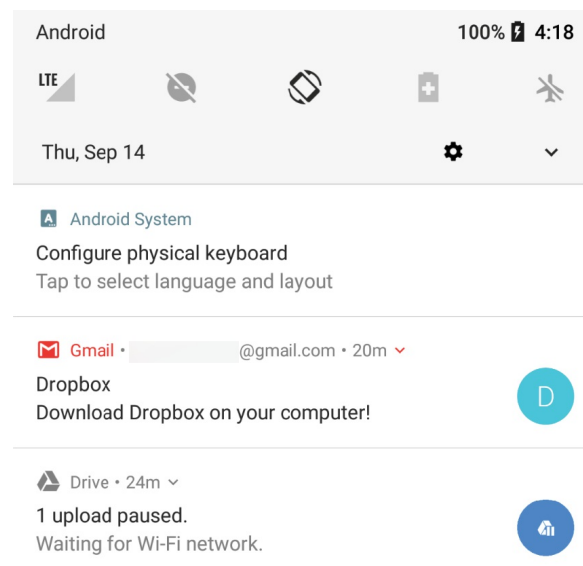 Android 100% 4:18
LTE
Thu, Sep 14
Android System
Configure physical keyboard
Tap to select language and layout
Gmail • @gmail.com • 20m
Dropbox
Download Dropbox on your computer!
D
Drive • 24m
1 upload paused.
Waiting for Wi-Fi network.